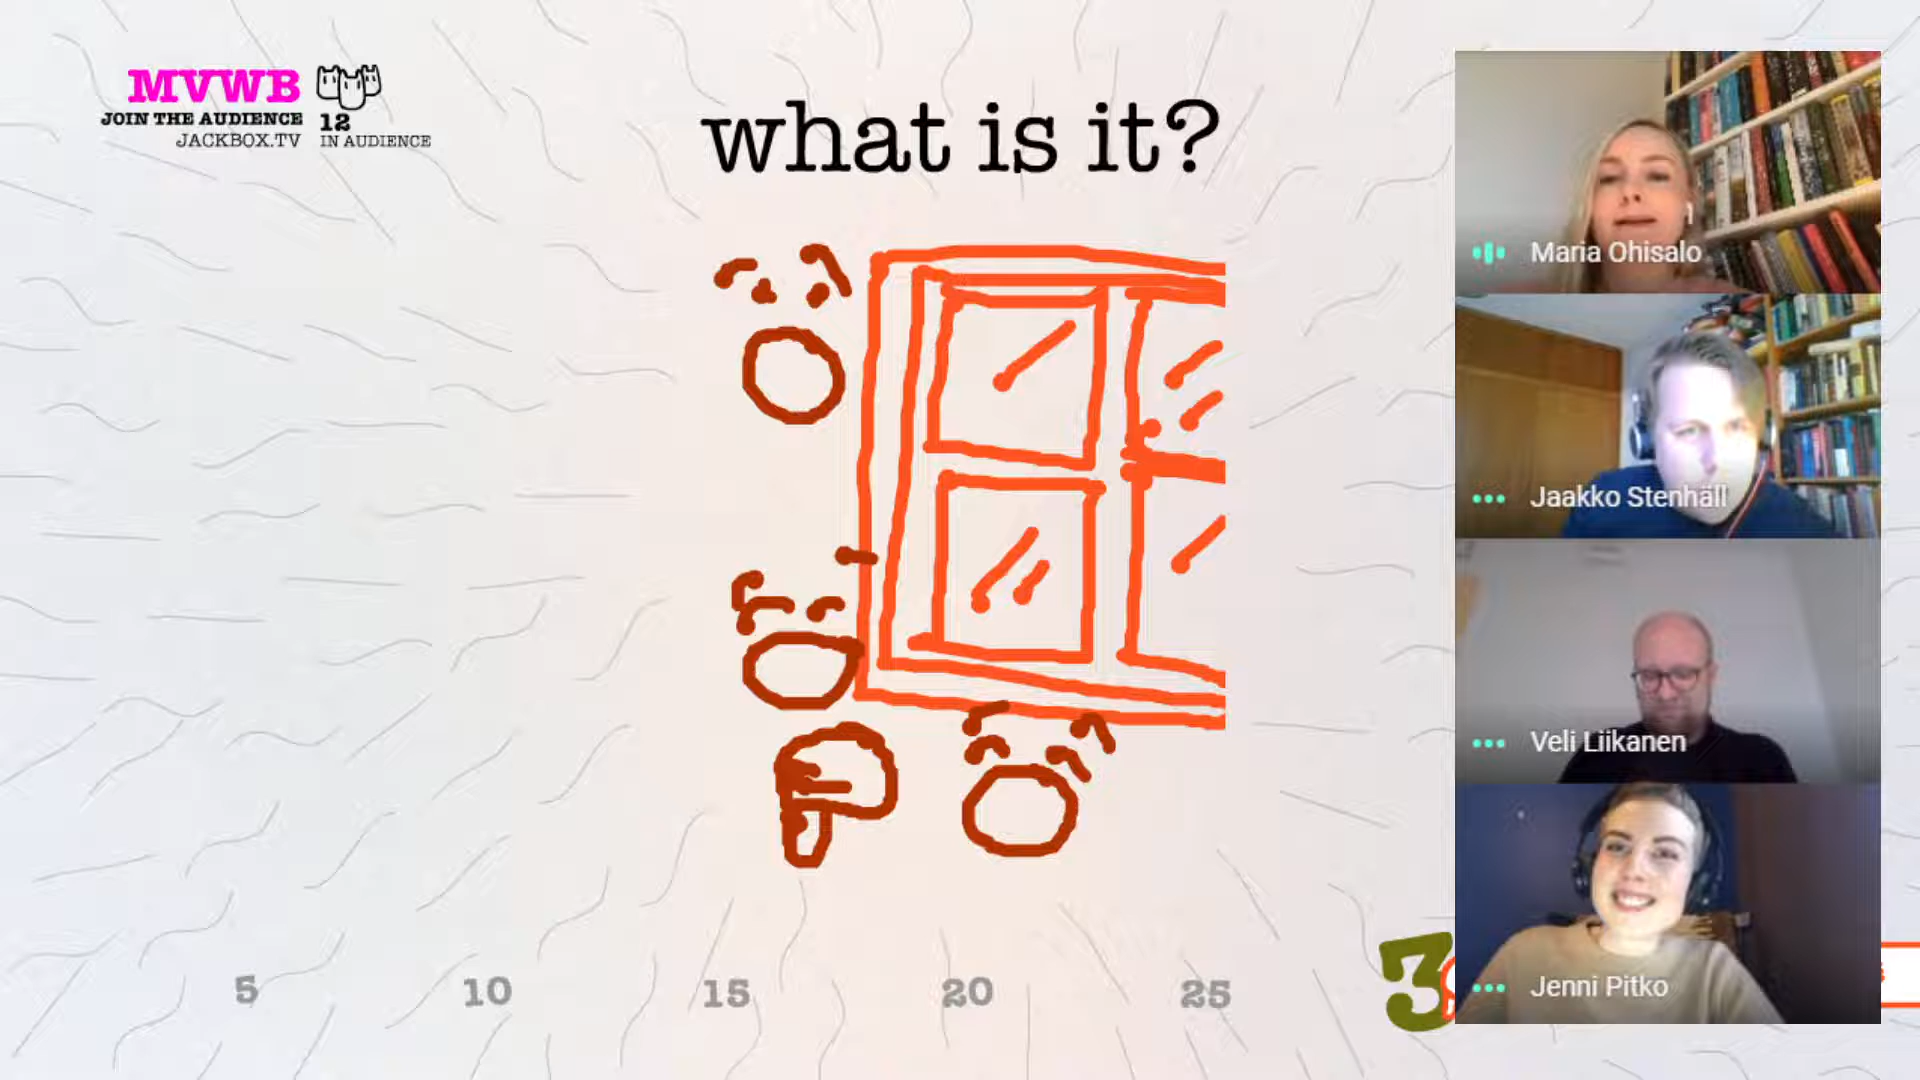 MVWB
JOIN THE AUDIENCE
JACKBOX.TV
12
IN AUDIENCE
what is it?
Maria Ohisalo
Jaakko Stenhäll
Veli Liikanen
Jenni Pitko
5
10
15
20
25
3